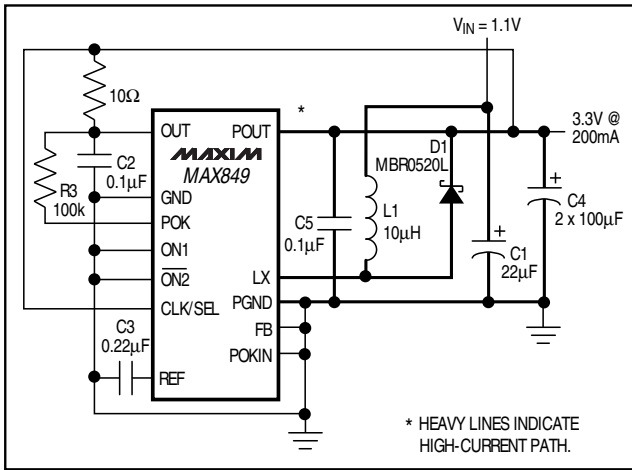 VIN = 1.1V
10Ω
*
3.3V @
200mA
OUT
POUT
D1
MBR0520L
MAXIM
MAX849
C2
0.1µF
R3
100k
GND
POK
C5
0.1µF
L1
10µH
C4
2 x 100µF
+
+
C1
22µF
ON1
ON2
LX
CLK/SEL
PGND
C3
0.22µF
FB
POKIN
REF
* HEAVY LINES INDICATE
HIGH-CURRENT PATH.